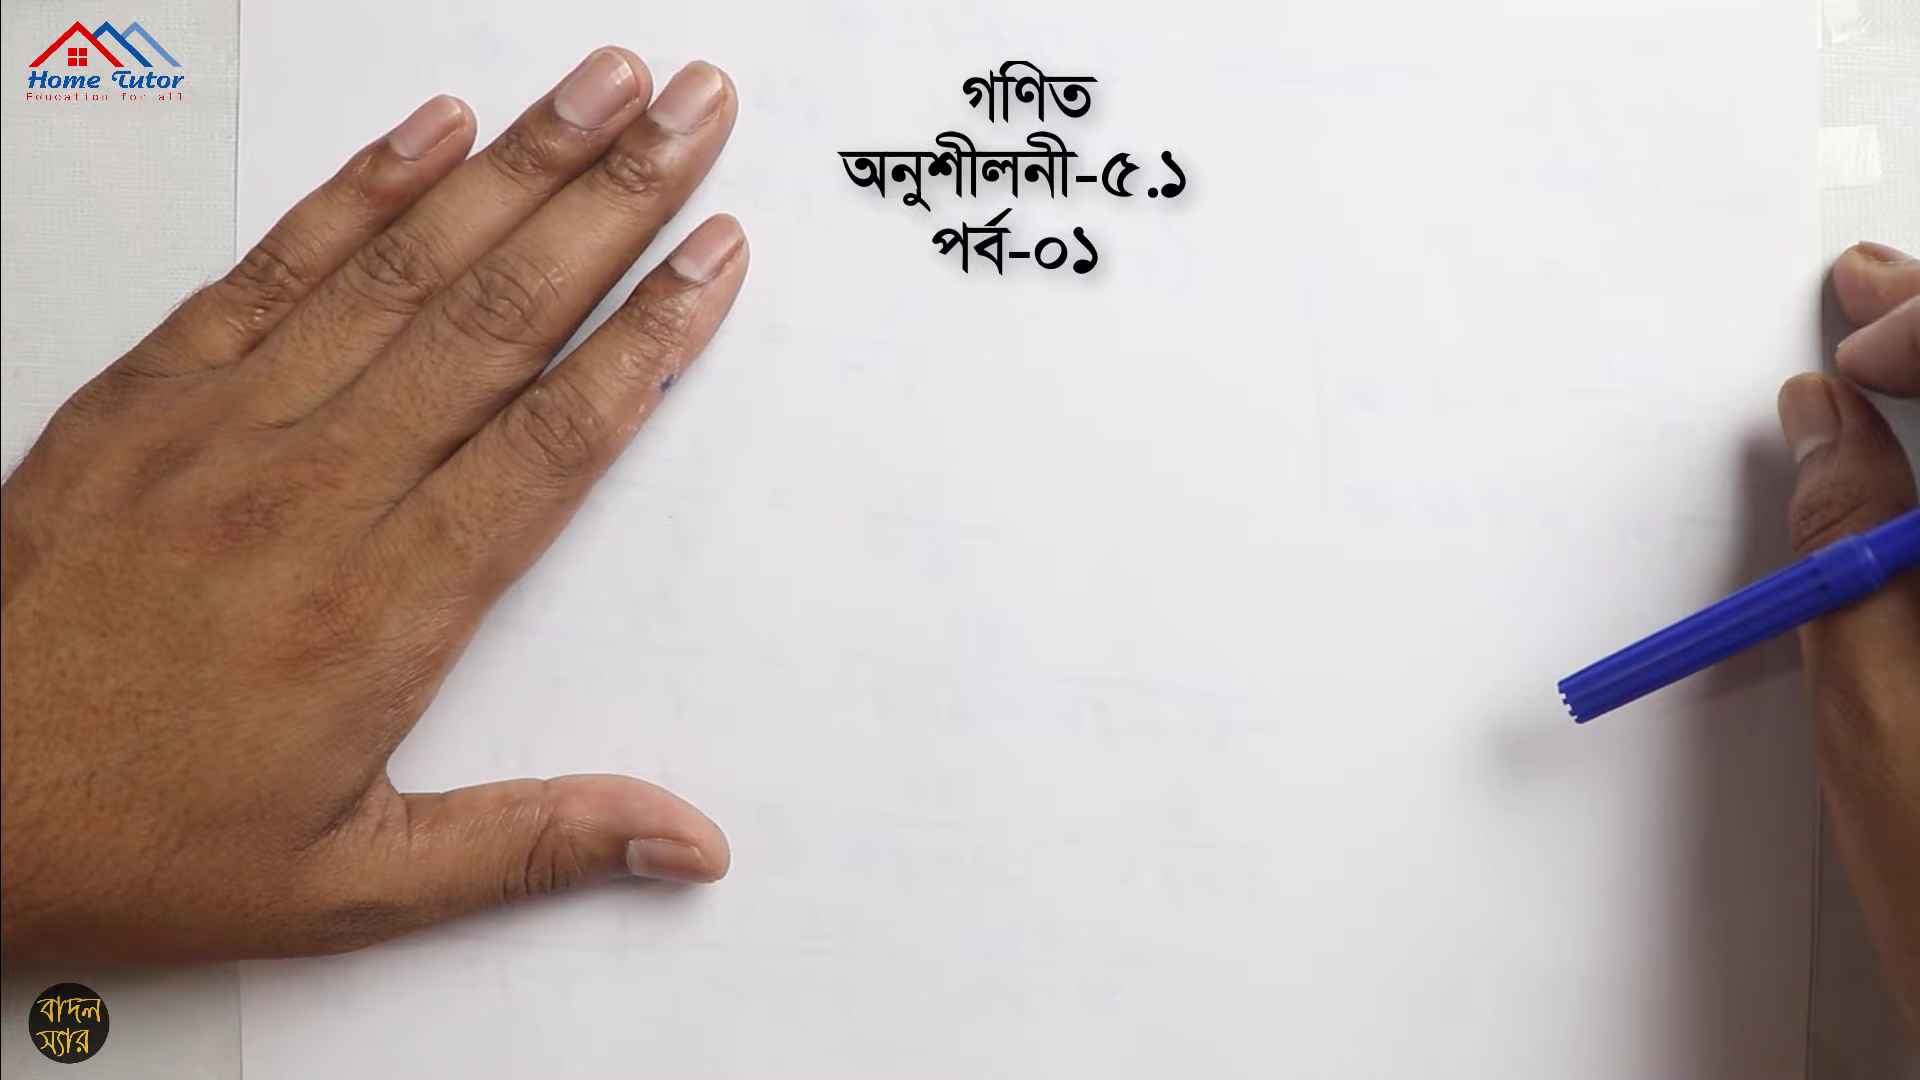 Home Tutor
Education for all
গণিত
অনুশীলনী-৫.১
পর্ব-০১
বাদল
স্যার